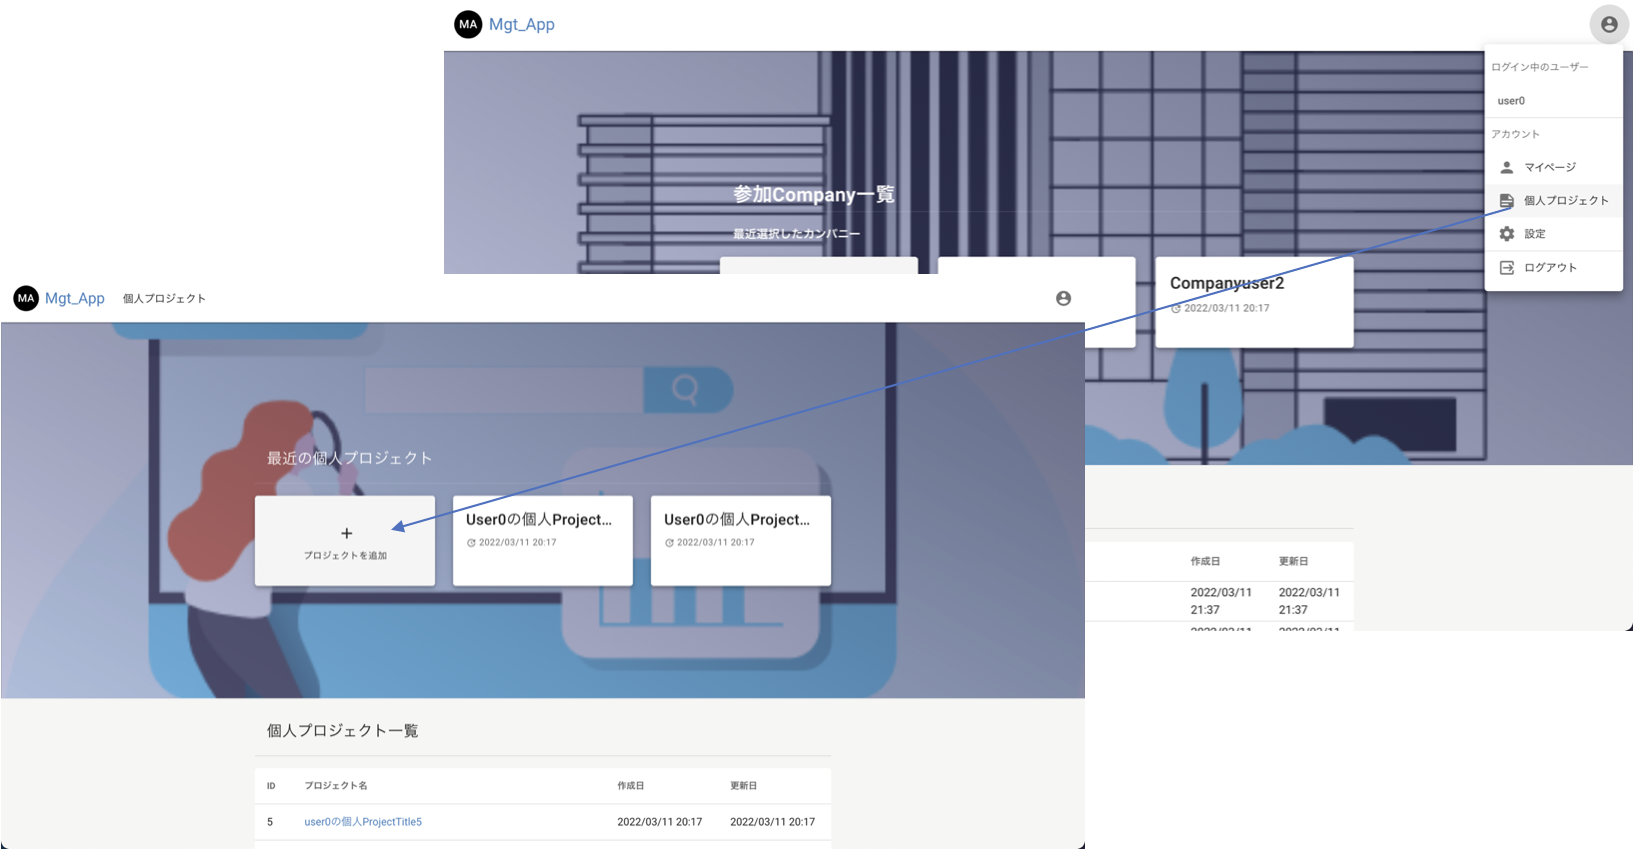 MA Mgt_App
ログイン中のユーザー
user0
アカウント
マイページ
個人プロジェクト
設定
ログアウト
参加Company一覧
最近選択したカンパニー
Companyuser2
2022/03/11 20:17
作成日 更新日
2022/03/11 2022/03/11
21:37 21:37
2022/03/11 2022/03/11
MA Mgt_App 個人プロジェクト
最近の個人プロジェクト
+
プロジェクトを追加
User0の個人Project...
2022/03/11 20:17
User0の個人Project...
2022/03/11 20:17
個人プロジェクト一覧
ID プロジェクト名 作成日 更新日
5 user0の個人ProjectTitle5 2022/03/11 20:17 2022/03/11 20:17